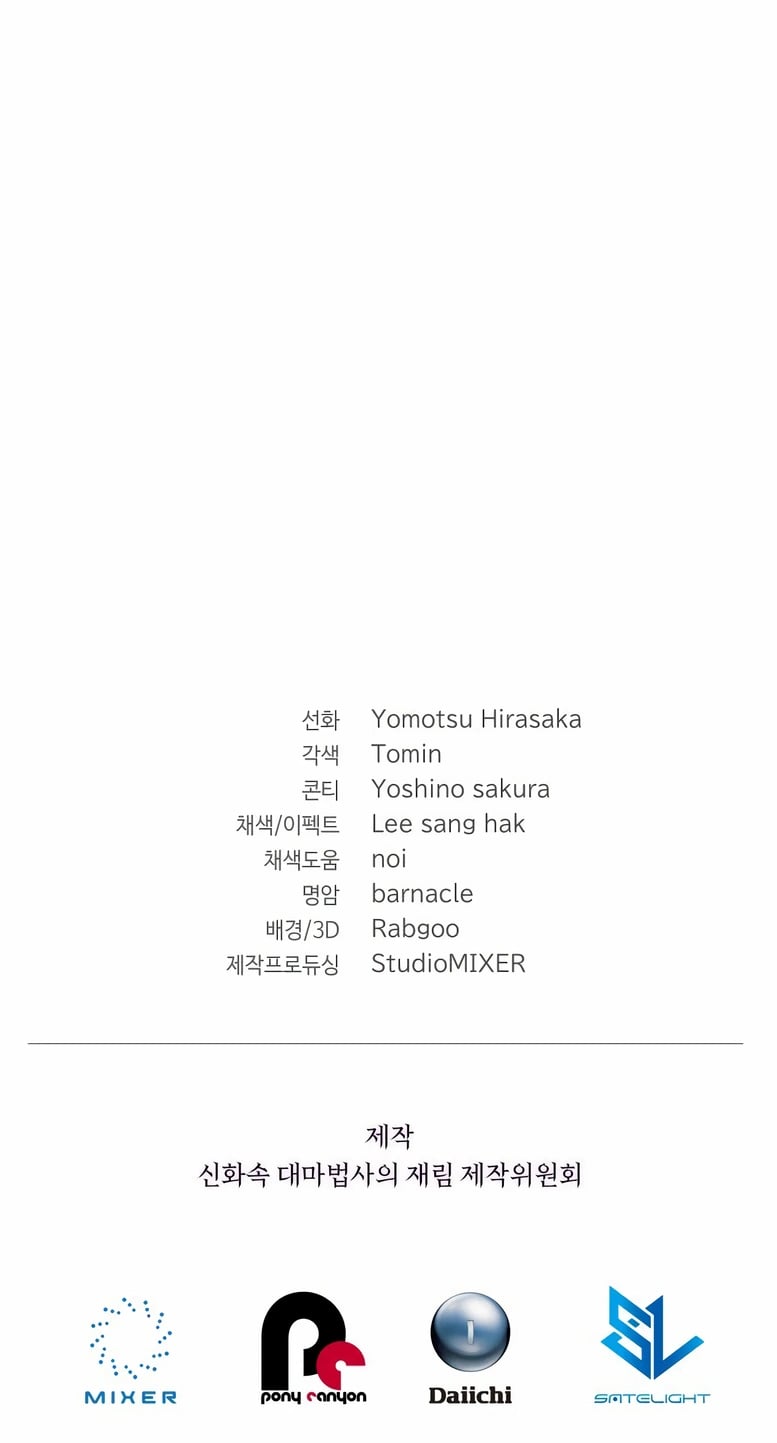 선화 Yomotsu Hirasaka
각색 Tomin
콘티 Yoshino sakura
채색/이펙트 Lee sang hak
채색도움 noi
명암 barnacle
배경/3D Rabgoo
제작프로듀싱 StudioMIXER
제작
신화속 대마법사의 재림 제작위원회
MIXER pony canyon Daiichi SATELIGHT